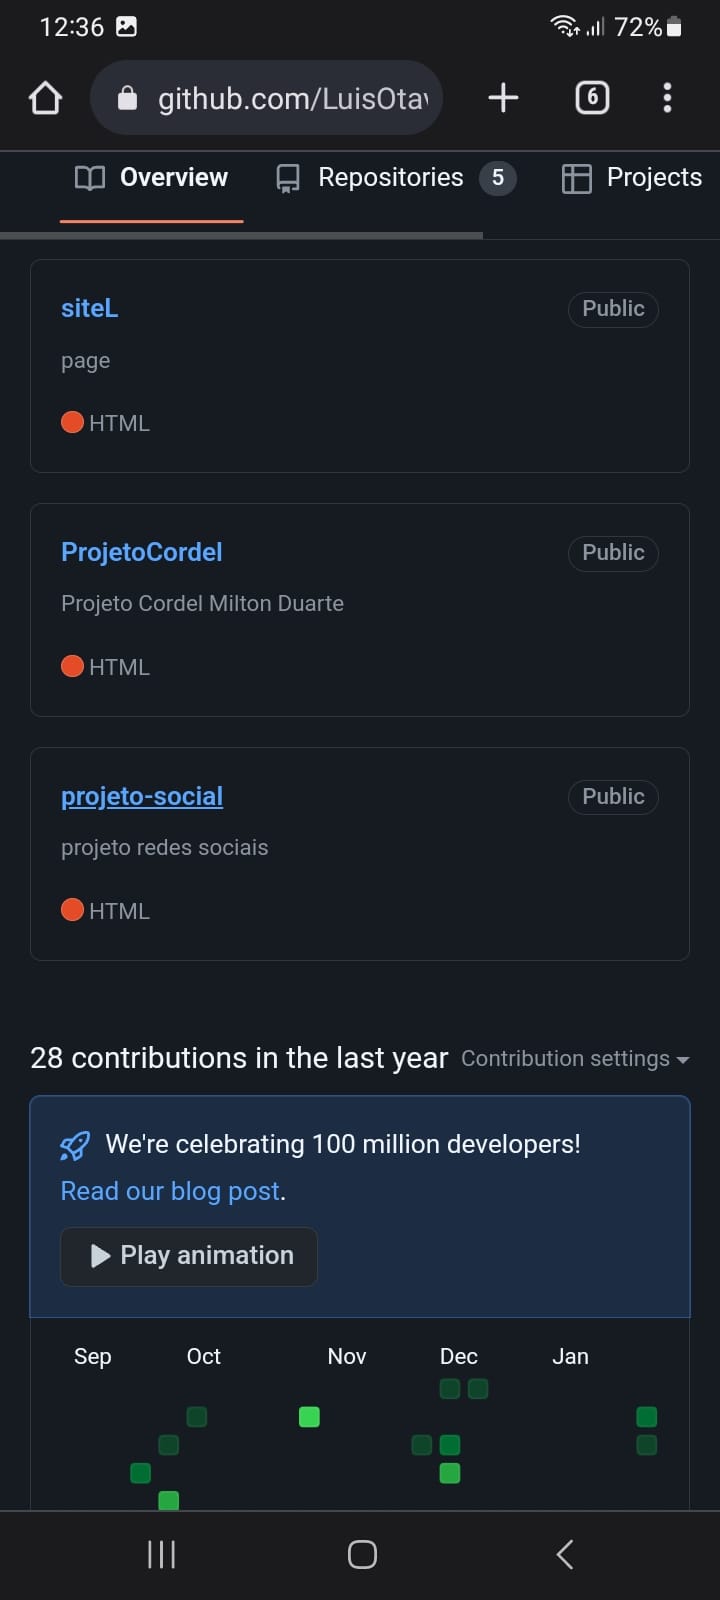 12:36 72%
github.com/LuisOtav 6
Overview Repositories 5 Projects
siteL Public
page
HTML
ProjetoCordel Public
Projeto Cordel Milton Duarte
HTML
projeto-social Public
projeto redes sociais
HTML
28 contributions in the last year Contribution settings
We're celebrating 100 million developers!
Read our blog post.
Play animation
Sep Oct Nov Dec Jan